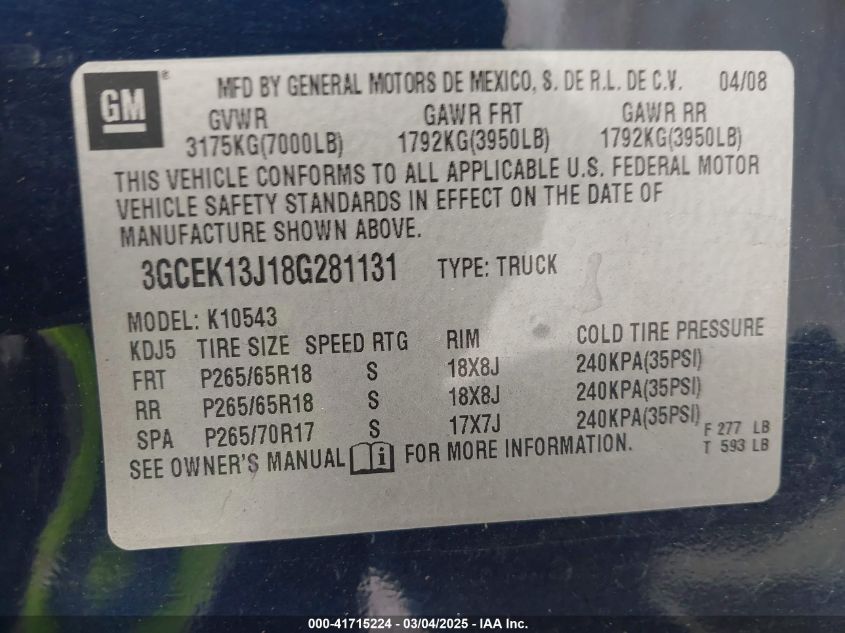 GM ® MFD BY GENERAL MOTORS DE MEXICO, S. DE R.L. DE C.V. 04/08
GVWR GAWR FRT GAWR RR
3175KG(7000LB) 1792KG(3950LB) 1792KG(3950LB)
THIS VEHICLE CONFORMS TO ALL APPLICABLE U.S. FEDERAL MOTOR
VEHICLE SAFETY STANDARDS IN EFFECT ON THE DATE OF
MANUFACTURE SHOWN ABOVE.
3GCEK13J18G281131 TYPE: TRUCK
MODEL: K10543
KDJ5 TIRE SIZE SPEED RTG RIM COLD TIRE PRESSURE
FRT P265/65R18 S 18X8J 240KPA(35PSI)
RR P265/65R18 S 18X8J 240KPA(35PSI)
SPA P265/70R17 S 17X7J 240KPA(35PSI) F 277 LB
T 593 LB
SEE OWNER'S MANUAL i FOR MORE INFORMATION.
000-41715224 - 03/04/2025 - IAA Inc.